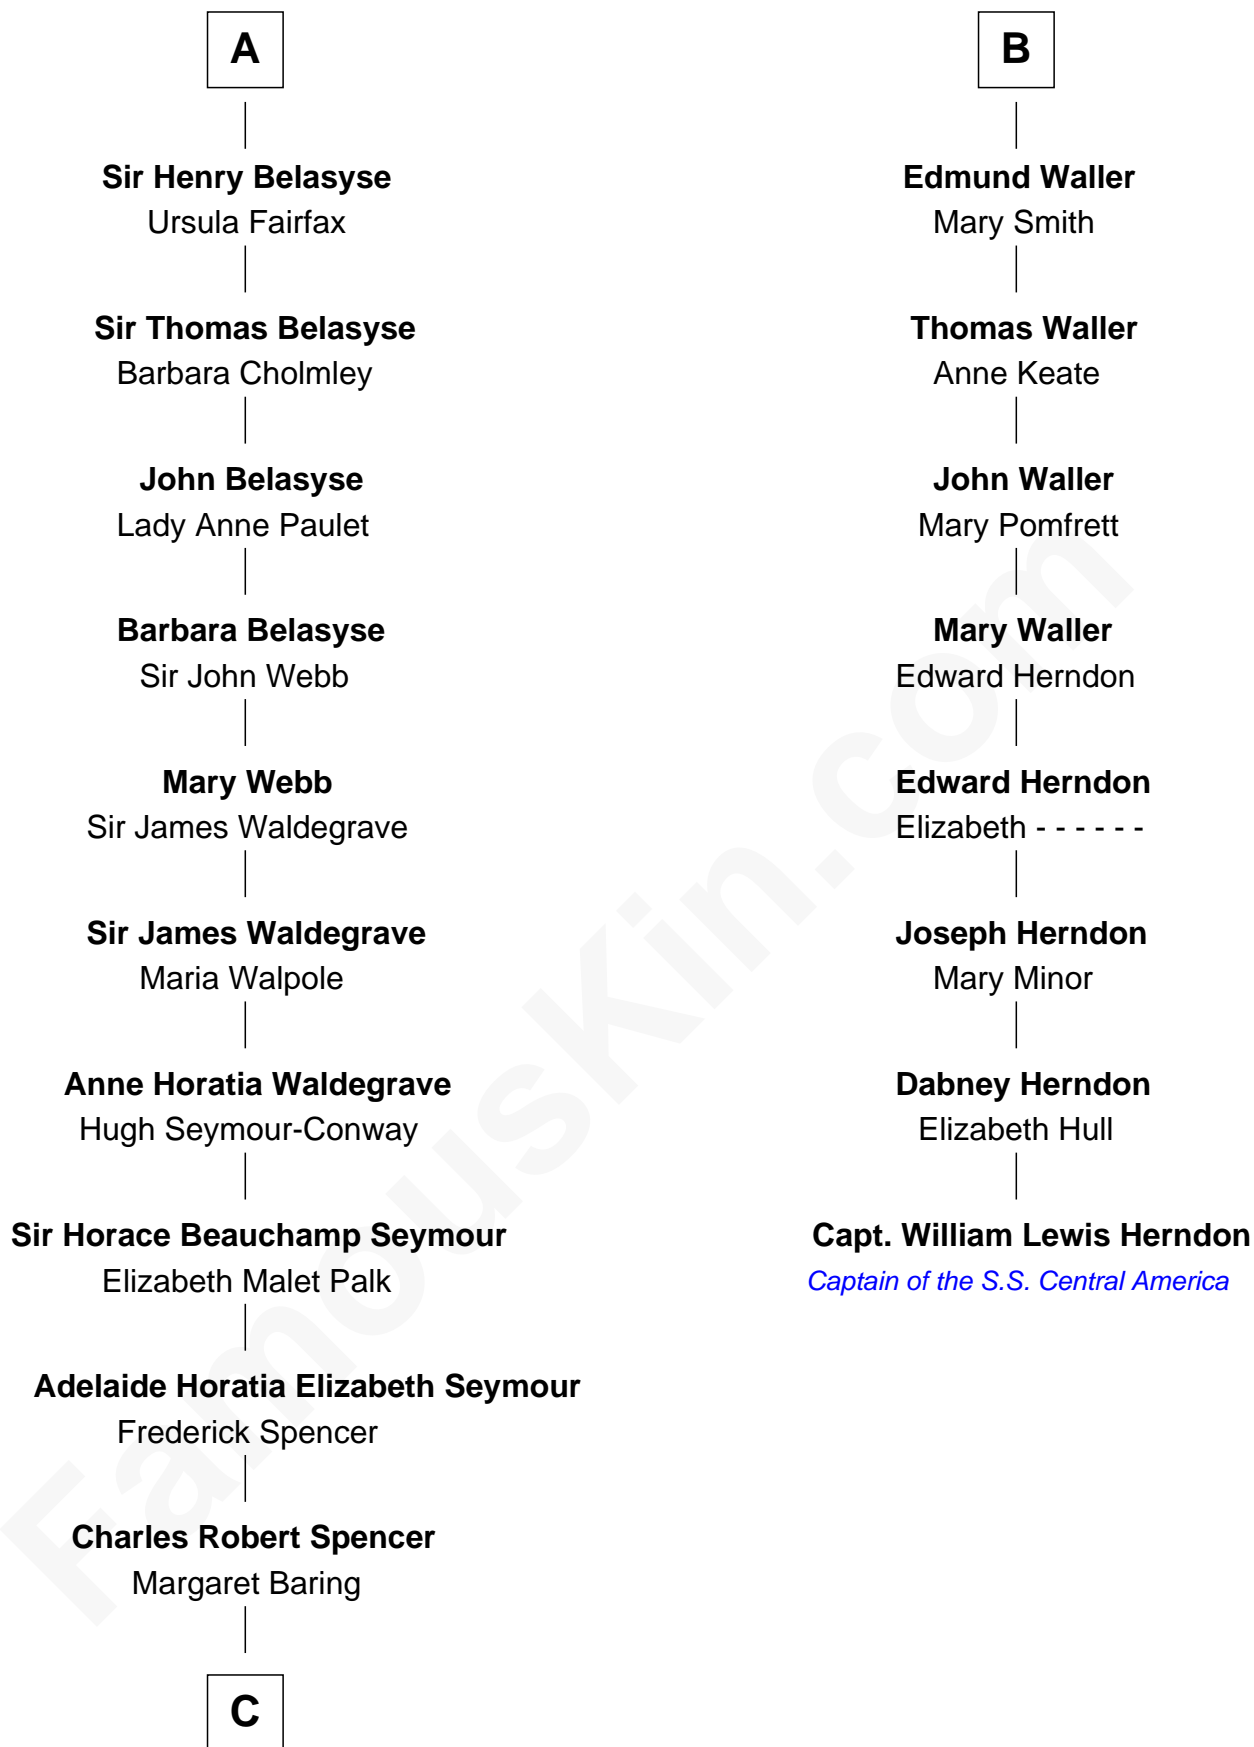 A
Sir Henry Belasyse
Ursula Fairfax
Sir Thomas Belasyse
Barbara Cholmley
John Belasyse
Lady Anne Paulet
Barbara Belasyse
Sir John Webb
Mary Webb
Sir James Waldegrave
Sir James Waldegrave
Maria Walpole
Anne Horatia Waldegrave
Hugh Seymour-Conway
Sir Horace Beauchamp Seymour
Elizabeth Malet Palk
Adelaide Horatia Elizabeth Seymour
Frederick Spencer
Charles Robert Spencer
Margaret Baring
C
B
Edmund Waller
Mary Smith
Thomas Waller
Anne Keate
John Waller
Mary Pomfrett
Mary Waller
Edward Herndon
Edward Herndon
Elizabeth - - - - - -
Joseph Herndon
Mary Minor
Dabney Herndon
Elizabeth Hull
Capt. William Lewis Herndon
Captain of the S.S. Central America
FamousKin.com